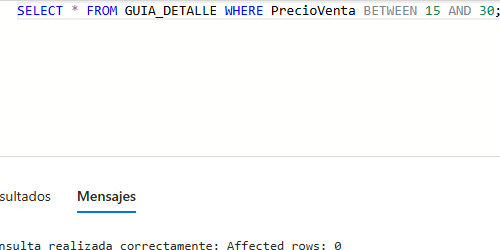 SELECT * FROM GUIA_DETALLE WHERE PrecioVenta BETWEEN 15 AND 30;
sultados Mensajes
nsulta realizada correctamente: Affected rows: 0